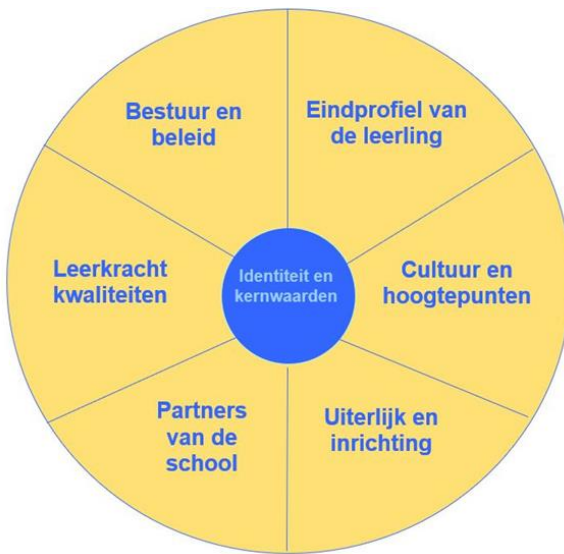 Bestuur en
beleid
Eindprofiel van
de leerling
Leerkracht
kwaliteiten
Identiteit en
kernwaarden
Cultuur en
hoogtepunten
Partners
van de
school
Uiterlijk en
inrichting